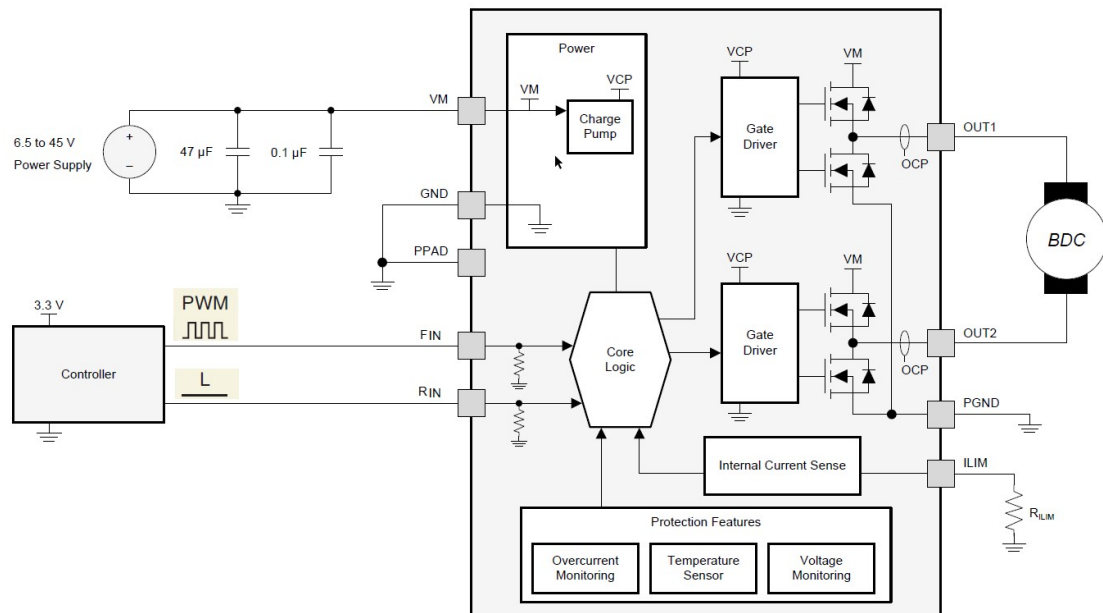 Power
VCP
VM
VM
Charge
Pump
6.5 to 45 V
Power Supply
+
–
47 µF
0.1 µF
GND
PPAD
VCP
VM
Gate
Driver
OCP
OUT1
BDC
VCP
VM
Gate
Driver
OCP
OUT2
3.3 V
PWM
Controller
FIN
L
RIN
Core
Logic
PGND
Internal Current Sense
ILIM
RILIM
Protection Features
Overcurrent
Monitoring
Temperature
Sensor
Voltage
Monitoring